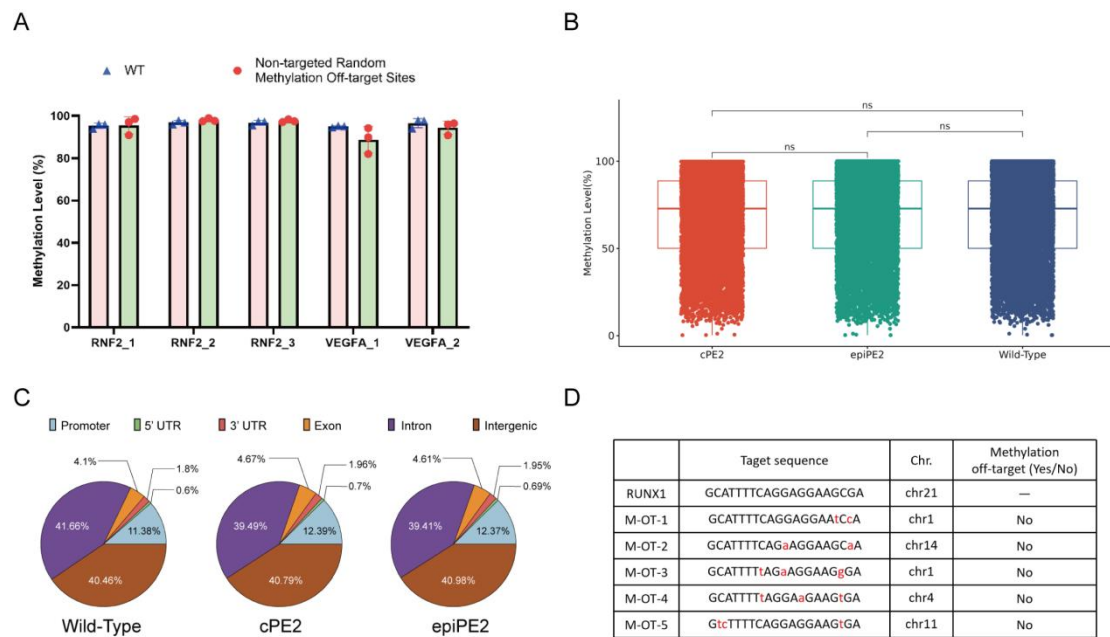 A
WT
Non-targeted Random
Methylation Off-target Sites
Methylation Level (%)
100
80
60
40
20
0
RNF2_1 RNF2_2 RNF2_3 VEGFA_1 VEGFA_2
B
ns
ns
ns
Methylation Level(%)
100
50
0
cPE2 epiPE2 Wild-Type
C
Promoter 5' UTR 3' UTR Exon Intron Intergenic
4.1%
1.8%
0.6%
41.66%
11.38%
40.46%
Wild-Type
4.67%
1.96%
0.7%
39.49%
12.39%
40.79%
cPE2
4.61%
1.95%
0.69%
39.41%
12.37%
40.98%
epiPE2
D
Taget sequence Chr. Methylation
off-target (Yes/No)
RUNX1 GCATTTTCAGGAGGAAGCGA chr21 —
M-OT-1 GCATTTTCAGGAGGAAtCcA chr1 No
M-OT-2 GCATTTTCAGaAGGAAGCaA chr14 No
M-OT-3 GCATTTTtAGaAGGAAGgGA chr1 No
M-OT-4 GCATTTTtAGGAaGAAGtGA chr4 No
M-OT-5 GtcTTTTCAGGAGGAAGtGA chr11 No